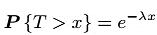 P {T > x} = e^{-λx}